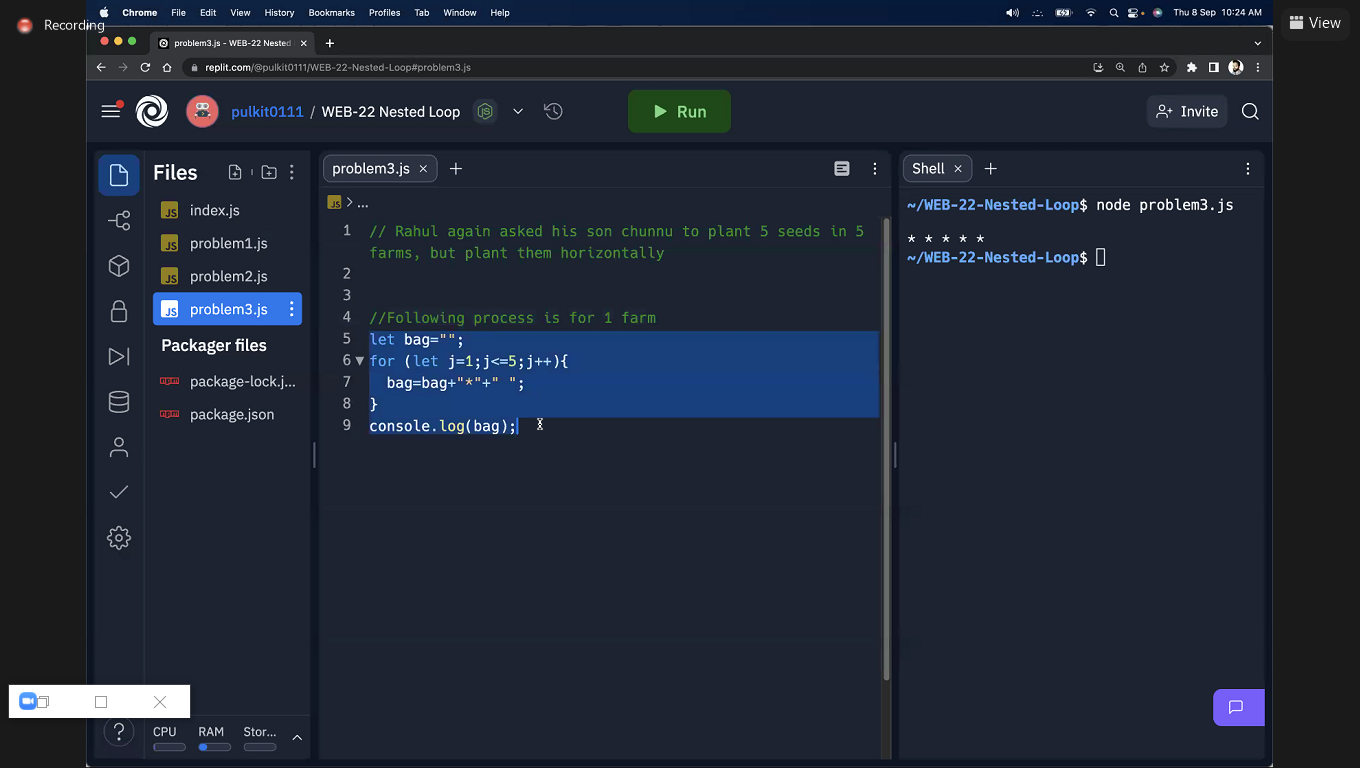 Recording
Chrome File Edit View History Bookmarks Profiles Tab Window Help
Thu 8 Sep 10:24 AM
View
problem3.js - WEB-22 Nested
replit.com/@pulkit0111/WEB-22-Nested-Loop#problem3.js
pulkit0111 / WEB-22 Nested Loop
Run
Invite
Files
index.js
problem1.js
problem2.js
problem3.js
Packager files
package-lock.j...
package.json
problem3.js
JS > ...
1 // Rahul again asked his son chunnu to plant 5 seeds in 5
farms, but plant them horizontally
2
3
4 //Following process is for 1 farm
5 let bag="";
6 for (let j=1;j<=5;j++){
7 bag=bag+"*"+" ";
8 }
9 console.log(bag);
Shell
~/WEB-22-Nested-Loop$ node problem3.js
* * * * *
~/WEB-22-Nested-Loop$
CPU RAM Stor...